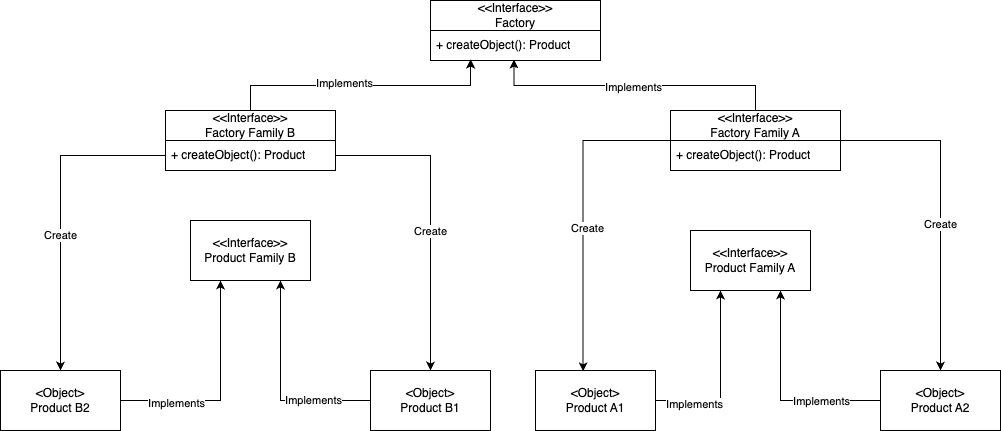 <<Interface>>
Factory
+ createObject(): Product
Implements
Implements
<<Interface>>
Factory Family B
+ createObject(): Product
<<Interface>>
Factory Family A
+ createObject(): Product
Create
Create
Create
Create
<<Interface>>
Product Family B
<<Interface>>
Product Family A
<Object>
Product B2
Implements
Implements
<Object>
Product B1
<Object>
Product A1
Implements
Implements
<Object>
Product A2